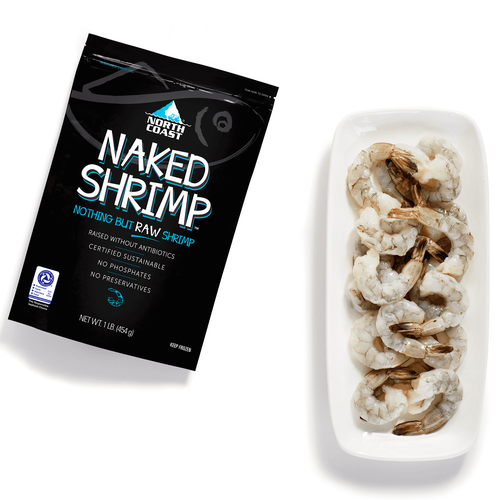 NORTH
COAST
NAKED
SHRIMP™
NOTHING BUT RAW SHRIMP
RAISED WITHOUT ANTIBIOTICS
CERTIFIED SUSTAINABLE
NO PHOSPHATES
NO PRESERVATIVES
NET WT. 1 LB. (454 g)
KEEP FROZEN